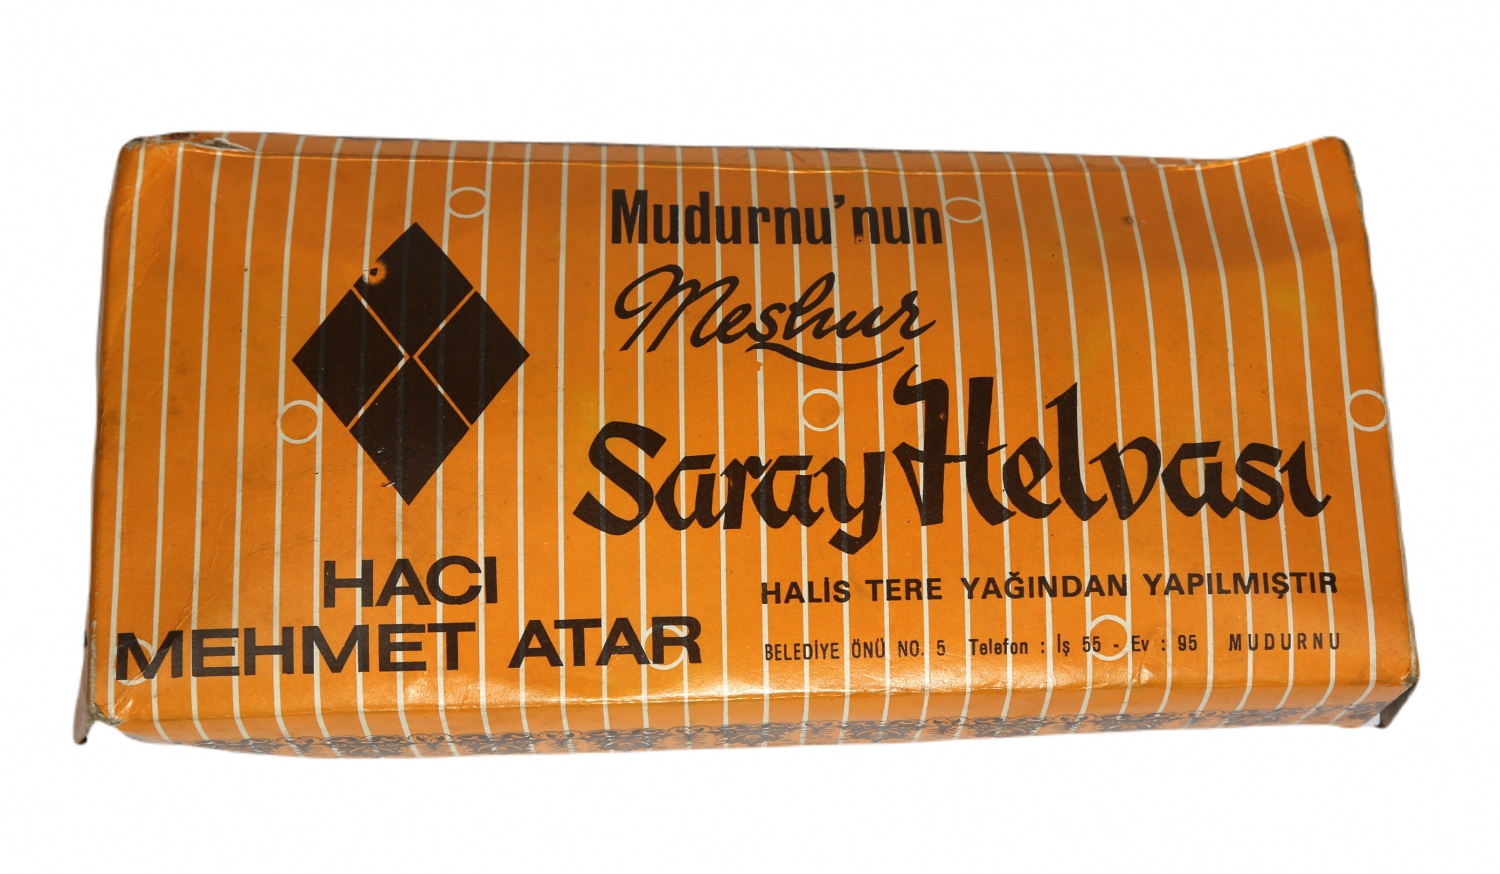 Mudurnu'nun
Meşhur
Saray Helvası
HACI
MEHMET ATAR
HALİS TERE YAĞINDAN YAPILMIŞTIR
BELEDİYE ÖNÜ NO. 5 Telefon : İş 55 - Ev : 95 MUDURNU